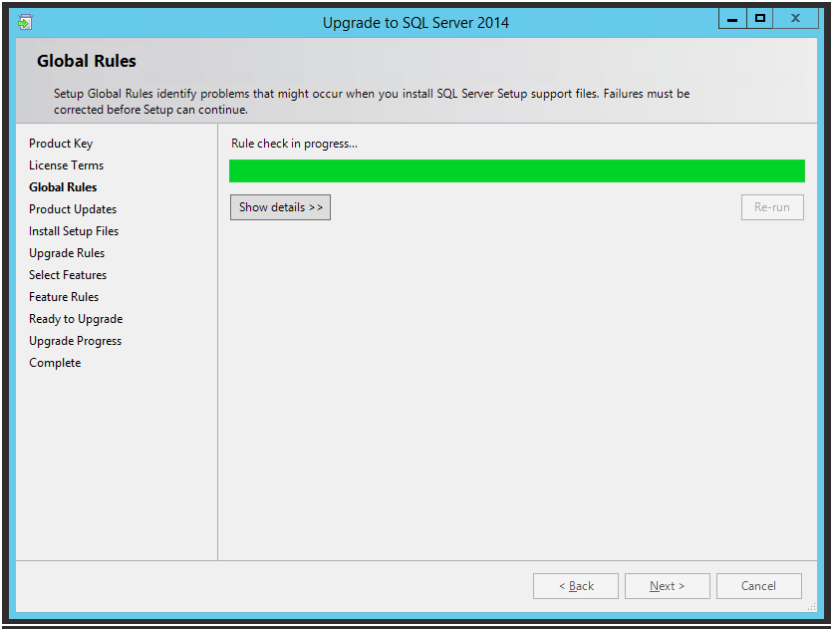 Upgrade to SQL Server 2014
Global Rules
Setup Global Rules identify problems that might occur when you install SQL Server Setup support files. Failures must be
corrected before Setup can continue.
Product Key
License Terms
Global Rules
Product Updates
Install Setup Files
Upgrade Rules
Select Features
Feature Rules
Ready to Upgrade
Upgrade Progress
Complete
Rule check in progress...
Show details >>
Re-run
< Back
Next >
Cancel